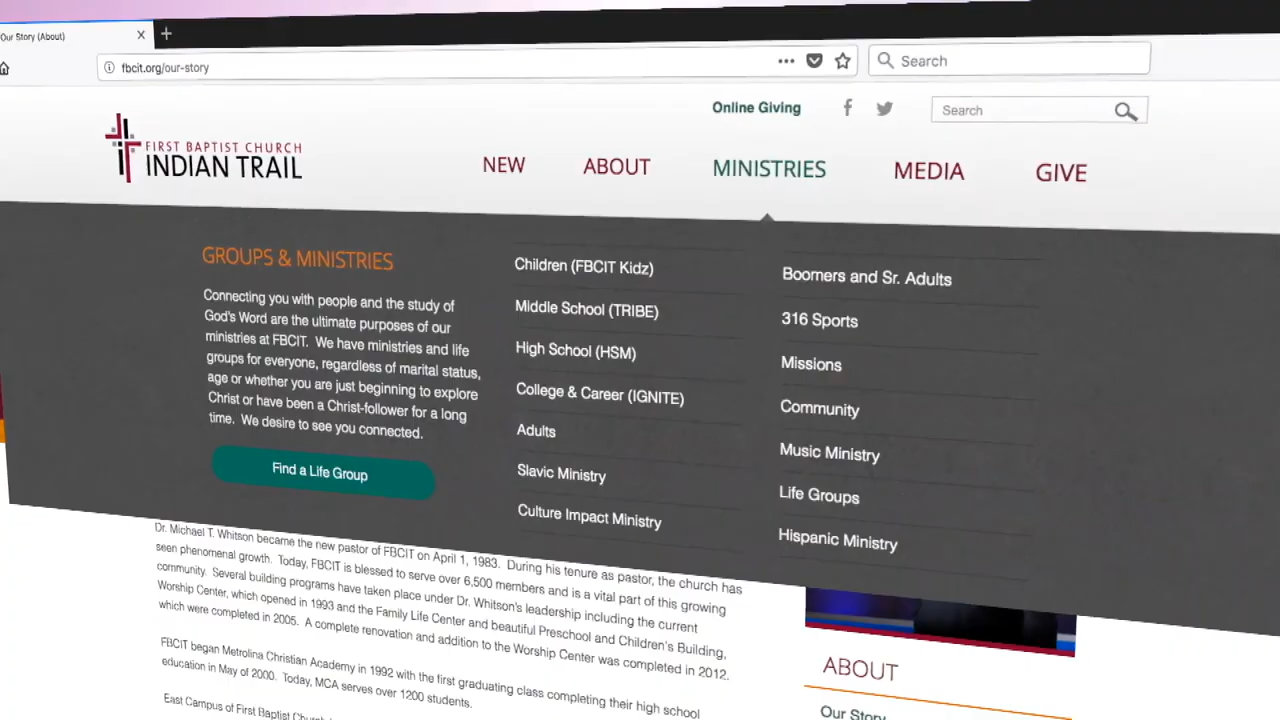 Our Story (About)
fbcit.org/our-story
Search
Online Giving
Search
FIRST BAPTIST CHURCH
INDIAN TRAIL
NEW
ABOUT
MINISTRIES
MEDIA
GIVE
GROUPS & MINISTRIES
Connecting you with people and the study of
God's Word are the ultimate purposes of our
ministries at FBCIT. We have ministries and life
groups for everyone, regardless of marital status,
age or whether you are just beginning to explore
Christ or have been a Christ-follower for a long
time. We desire to see you connected.
Find a Life Group
Children (FBCIT Kidz)
Middle School (TRIBE)
High School (HSM)
College & Career (IGNITE)
Adults
Slavic Ministry
Culture Impact Ministry
Boomers and Sr. Adults
316 Sports
Missions
Community
Music Ministry
Life Groups
Hispanic Ministry
Dr. Michael T. Whitson became the new pastor of FBCIT on April 1, 1983. During his tenure as pastor, the church has
seen phenomenal growth. Today, FBCIT is blessed to serve over 6,500 members and is a vital part of this growing
community. Several building programs have taken place under Dr. Whitson's leadership including the current
Worship Center, which opened in 1993 and the Family Life Center and beautiful Preschool and Children's Building,
which were completed in 2005. A complete renovation and addition to the Worship Center was completed in 2012.
FBCIT began Metrolina Christian Academy in 1992 with the first graduating class completing their high school
education in May of 2000. Today, MCA serves over 1200 students.
East Campus of First Baptist Church
ABOUT
Our Story